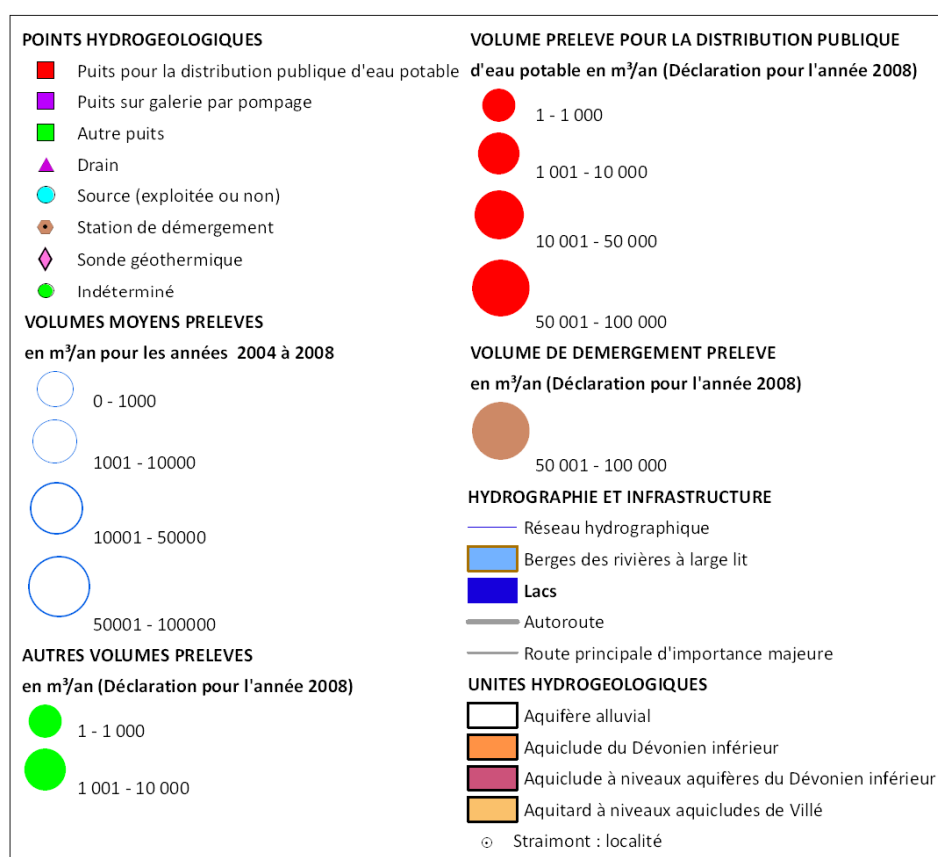 POINTS HYDROGEOLOGIQUES
Puits pour la distribution publique d'eau potable
Puits sur galerie par pompage
Autre puits
Drain
Source (exploitée ou non)
Station de démergement
Sonde géothermique
Indéterminé
VOLUMES MOYENS PRELEVES
en m³/an pour les années 2004 à 2008
0 - 1000
1001 - 10000
10001 - 50000
50001 - 100000
AUTRES VOLUMES PRELEVES
en m³/an (Déclaration pour l'année 2008)
1 - 1 000
1 001 - 10 000
VOLUME PRELEVE POUR LA DISTRIBUTION PUBLIQUE
d'eau potable en m³/an (Déclaration pour l'année 2008)
1 - 1 000
1 001 - 10 000
10 001 - 50 000
50 001 - 100 000
VOLUME DE DEMERGEMENT PRELEVE
en m³/an (Déclaration pour l'année 2008)
50 001 - 100 000
HYDROGRAPHIE ET INFRASTRUCTURE
Réseau hydrographique
Berges des rivières à large lit
Lacs
Autoroute
Route principale d'importance majeure
UNITES HYDROGEOLOGIQUES
Aquifère alluvial
Aquiclude du Dévonien inférieur
Aquiclude à niveaux aquifères du Dévonien inférieur
Aquitard à niveaux aquicludes de Villé
Straimont : localité